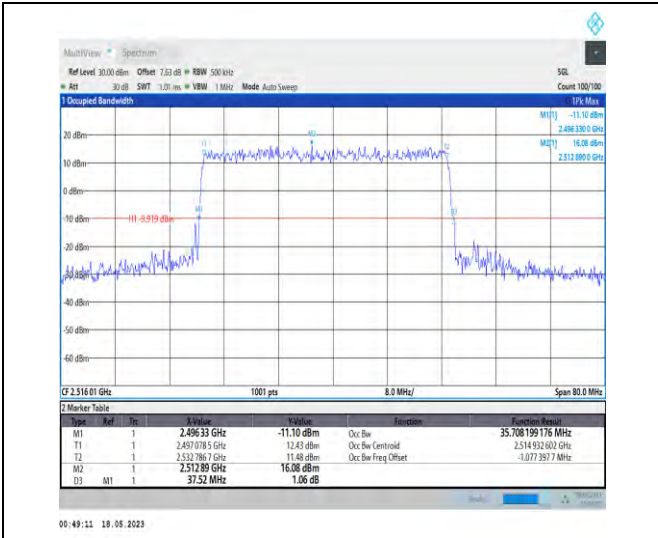 MultiView Spectrum
Ref Level 30.00 dBm Offset 7.53 dB RBW 500 kHz SGL
Att 30 dB SWT 1.01 ms VBW 1 MHz Mode Auto Sweep Count 100/100
1 Occupied Bandwidth 1Pk Max
M1[1] -11.10 dBm
2.496 330 0 GHz
20 dBm M2[1] 16.08 dBm
2.512 890 0 GHz
T1 M2 T2
10 dBm
0 dBm
M1 D3
-10 dBm H1 -9.919 dBm
-20 dBm
-30 dBm
-40 dBm
-50 dBm
-60 dBm
CF 2.516 01 GHz 1001 pts 8.0 MHz/ Span 80.0 MHz
2 Marker Table
Type Ref Trc X-Value Y-Value Function Function Result
M1 1 2.496 33 GHz -11.10 dBm Occ Bw 35.708 199 176 MHz
T1 1 2.497 078 5 GHz 12.43 dBm Occ Bw Centroid 2.514 932 602 GHz
T2 1 2.532 786 7 GHz 11.48 dBm Occ Bw Freq Offset -1.077 397 7 MHz
M2 1 2.512 89 GHz 16.08 dBm
D3 M1 1 37.52 MHz 1.06 dB
00:49:11 18.05.2023